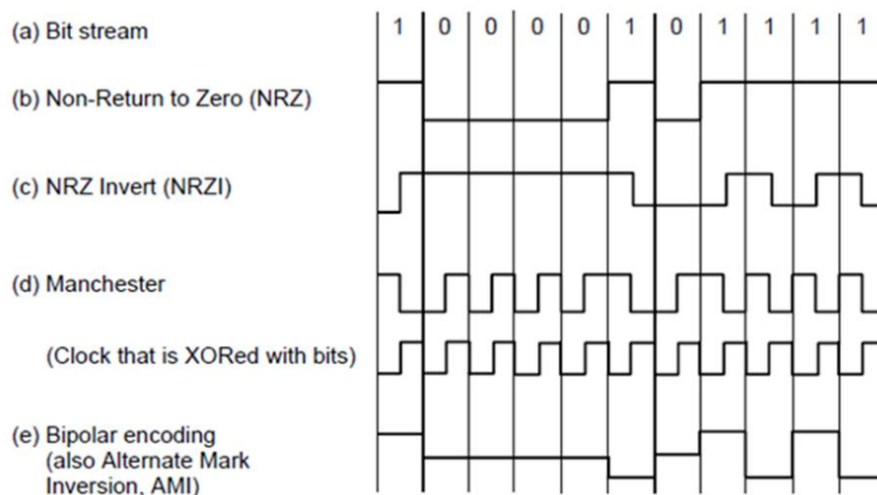 (a) Bit stream 1 0 0 0 0 1 0 1 1 1 1
(b) Non-Return to Zero (NRZ)
(c) NRZ Invert (NRZI)
(d) Manchester
(Clock that is XORed with bits)
(e) Bipolar encoding
(also Alternate Mark
Inversion, AMI)